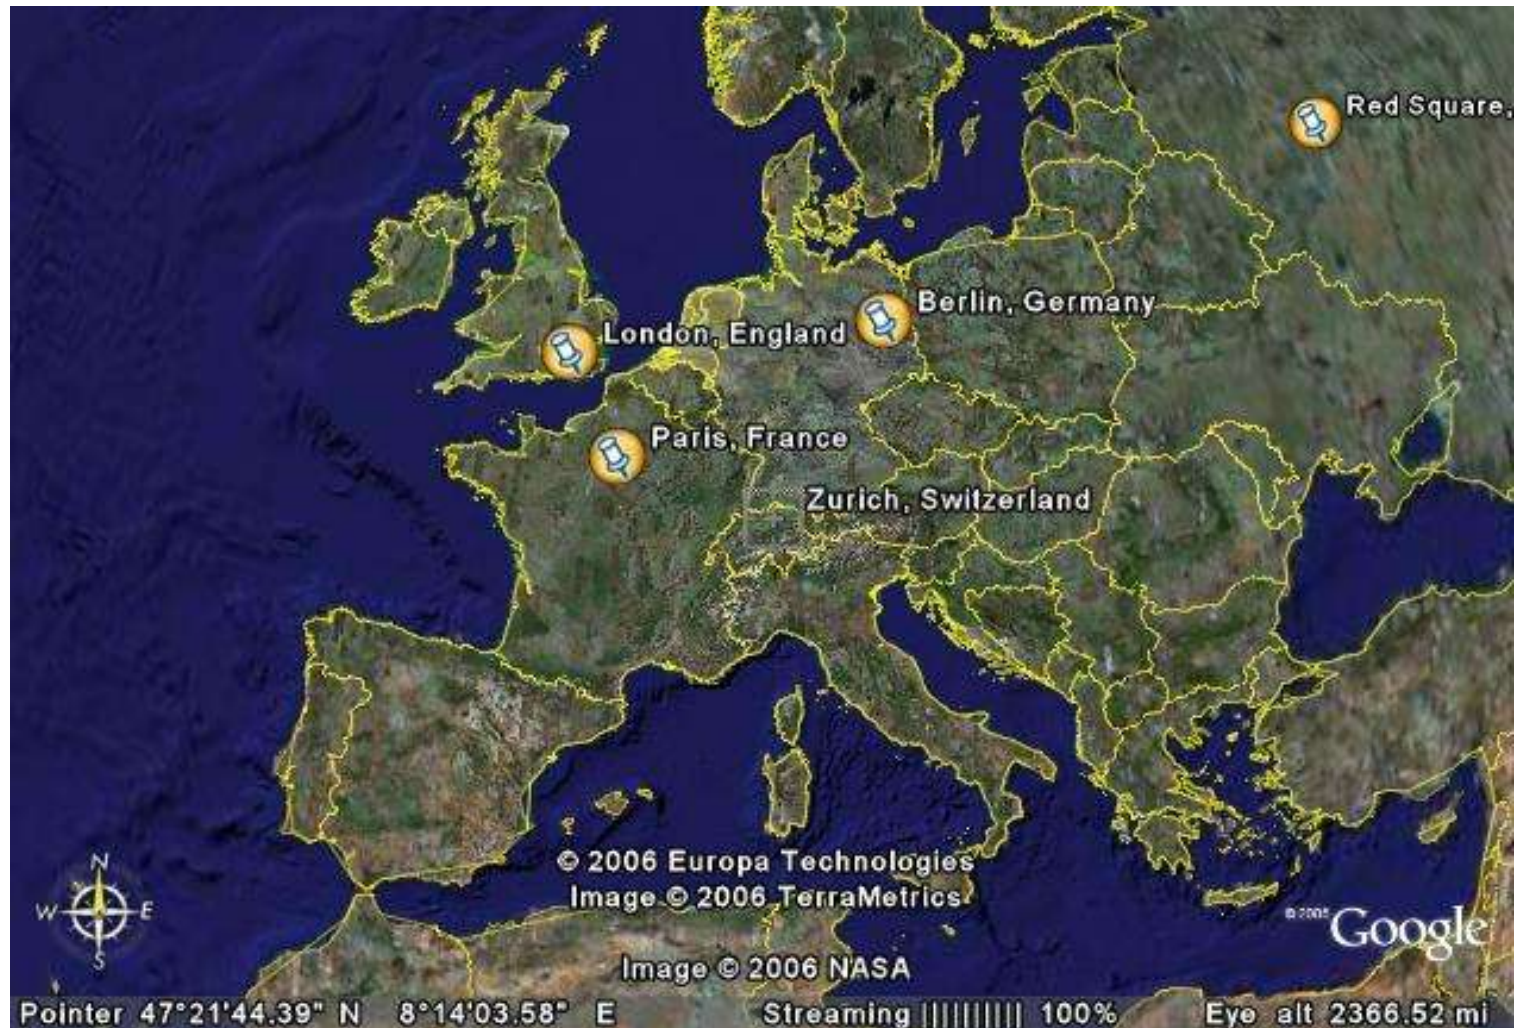 Red Square,
Berlin, Germany
London, England
Paris, France
Zurich, Switzerland
© 2006 Europa Technologies
Image © 2006 TerraMetrics
Image © 2006 NASA
N
W E
S
© 2005 Google
Pointer 47°21'44.39" N 8°14'03.58" E Streaming |||||||||| 100% Eye alt 2366.52 mi